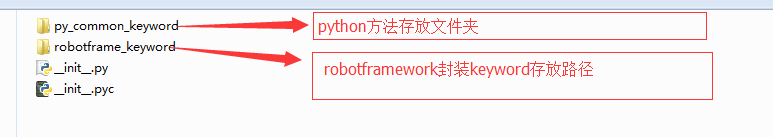 py_common_keyword
python方法存放文件夹
robotframe_keyword
robotframework封装keyword存放路径
__init__.py
__init__.pyc